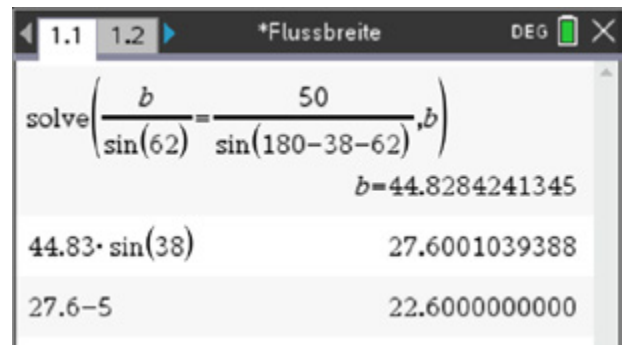 1.1 1.2 *Flussbreite DEG
solve(b/sin(62)=50/sin(180-38-62),b)
b=44.8284241345
44.83·sin(38) 27.6001039388
27.6-5 22.6000000000